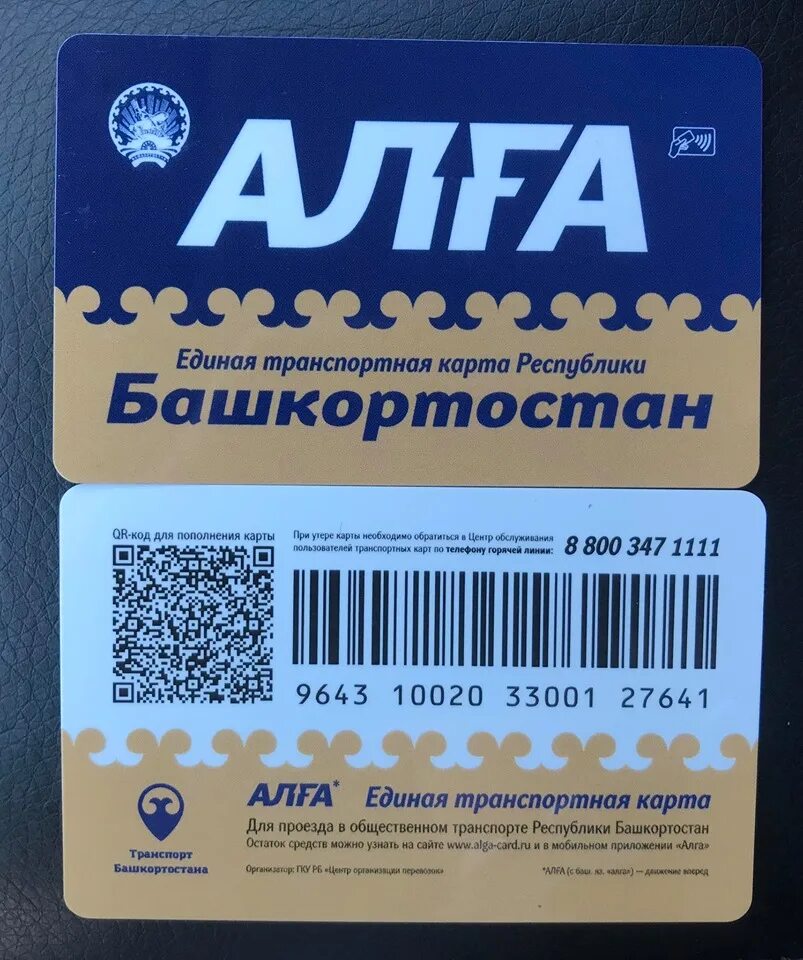 АЛҒА
Единая транспортная карта Республики
Башкортостан
QR-код для пополнения карты
При утере карты необходимо обратиться в Центр обслуживания
пользователей транспортных карт по телефону горячей линии:
8 800 347 1111
9643 10020 33001 27641
АЛҒА* Единая транспортная карта
Для проезда в общественном транспорте Республики Башкортостан
Остаток средств можно узнать на сайте www.alga-card.ru и в мобильном приложении «Алга»
Транспорт
Башкортостана
Организатор: ГКУ РБ «Центр организации перевозок»
*АЛҒА (с баш. яз. «алга») — движение вперед